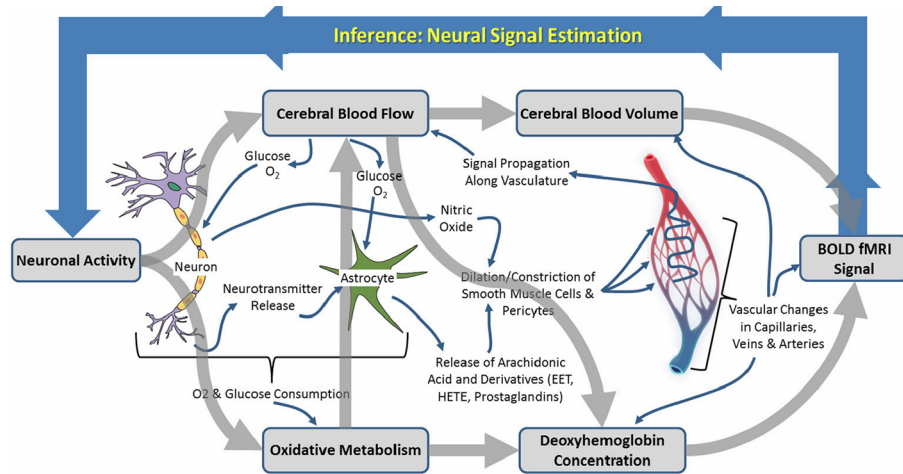 Inference: Neural Signal Estimation
Cerebral Blood Flow
Cerebral Blood Volume
Glucose
O2
Glucose
O2
Signal Propagation
Along Vasculature
Nitric
Oxide
Neuronal Activity
Neuron
Astrocyte
Neurotransmitter
Release
Dilation/Constriction of
Smooth Muscle Cells &
Pericytes
BOLD fMRI
Signal
Vascular Changes
in Capillaries,
Veins & Arteries
Release of Arachidonic
Acid and Derivatives (EET,
HETE, Prostaglandins)
O2 & Glucose Consumption
Oxidative Metabolism
Deoxyhemoglobin
Concentration